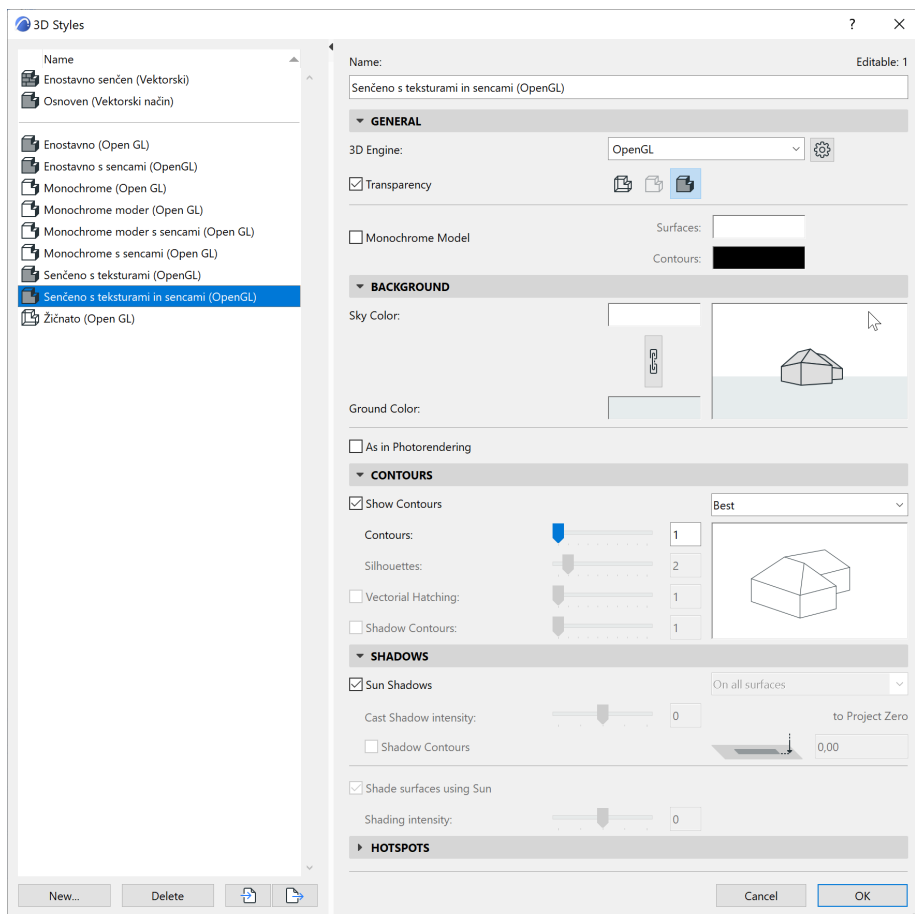 3D Styles
?
Name
Enostavno senčen (Vektorski)
Osnoven (Vektorski način)
Enostavno (Open GL)
Enostavno s sencami (OpenGL)
Monochrome (Open GL)
Monochrome moder (Open GL)
Monochrome moder s sencami (Open GL)
Monochrome s sencami (Open GL)
Senčeno s teksturami (OpenGL)
Senčeno s teksturami in sencami (OpenGL)
Žičnato (Open GL)
New...
Delete
Name:
Editable: 1
Senčeno s teksturami in sencami (OpenGL)
GENERAL
3D Engine:
OpenGL
Transparency
Monochrome Model
Surfaces:
Contours:
BACKGROUND
Sky Color:
Ground Color:
As in Photorendering
CONTOURS
Show Contours
Best
Contours:
1
Silhouettes:
2
Vectorial Hatching:
1
Shadow Contours:
1
SHADOWS
Sun Shadows
On all surfaces
Cast Shadow intensity:
0
to Project Zero
Shadow Contours
0,00
Shade surfaces using Sun
Shading intensity:
0
HOTSPOTS
Cancel
OK